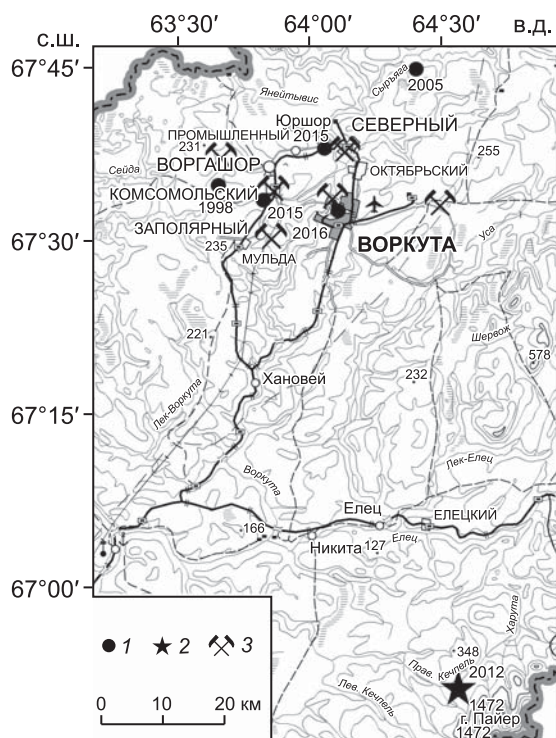 63°30′ 64°00′ 64°30′
с.ш. в.д.
67°45′
Сыръяга
2005
Янейтывис
Юршор
СЕВЕРНЫЙ
ПРОМЫШЛЕННЫЙ 2015
231
ВОРГАШОР
ОКТЯБРЬСКИЙ
255
Сейда
КОМСОМОЛЬСКИЙ
1998
2015
ЗАПОЛЯРНЫЙ
2016
Уса
67°30′
235
МУЛЬДА
ВОРКУТА
221
Шервож
578
232
Хановей
Лек-Воркута
67°15′
Лек-Елец
Воркута
Елец
ЕЛЕЦКИЙ
166
Никита
127
Елец
67°00′
Харута
348
Прав. Кечпель
2012
Лев. Кечпель
1472
г. Пайер
1472
1 2 3
0 10 20 км